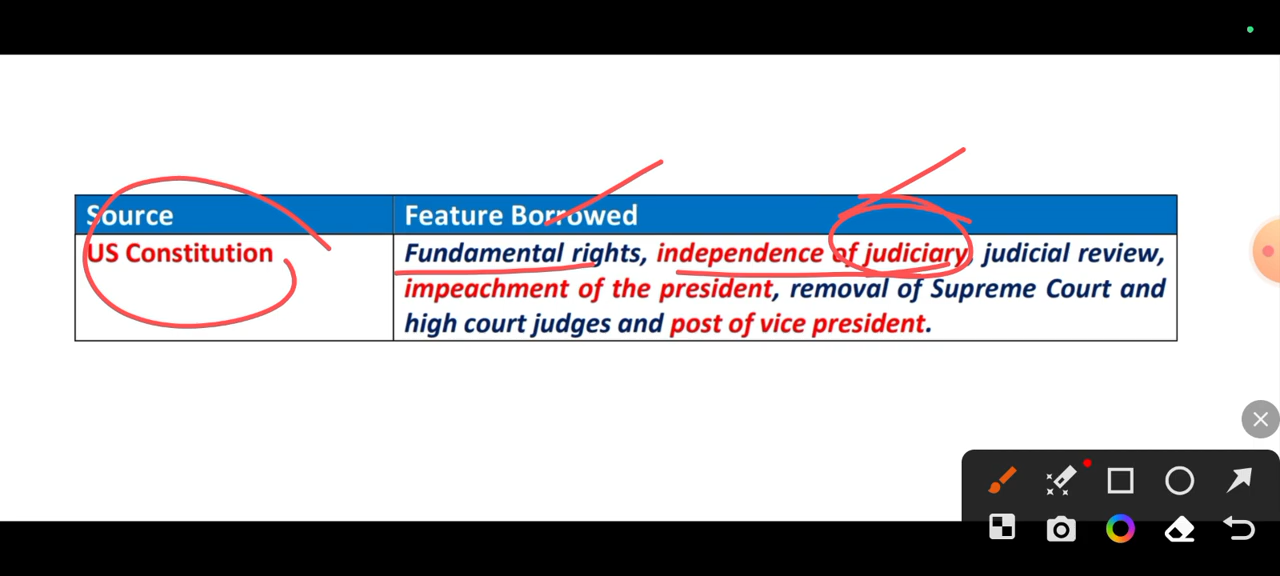 Source
Feature Borrowed
US Constitution
Fundamental rights, independence of judiciary, judicial review,
impeachment of the president, removal of Supreme Court and
high court judges and post of vice president.